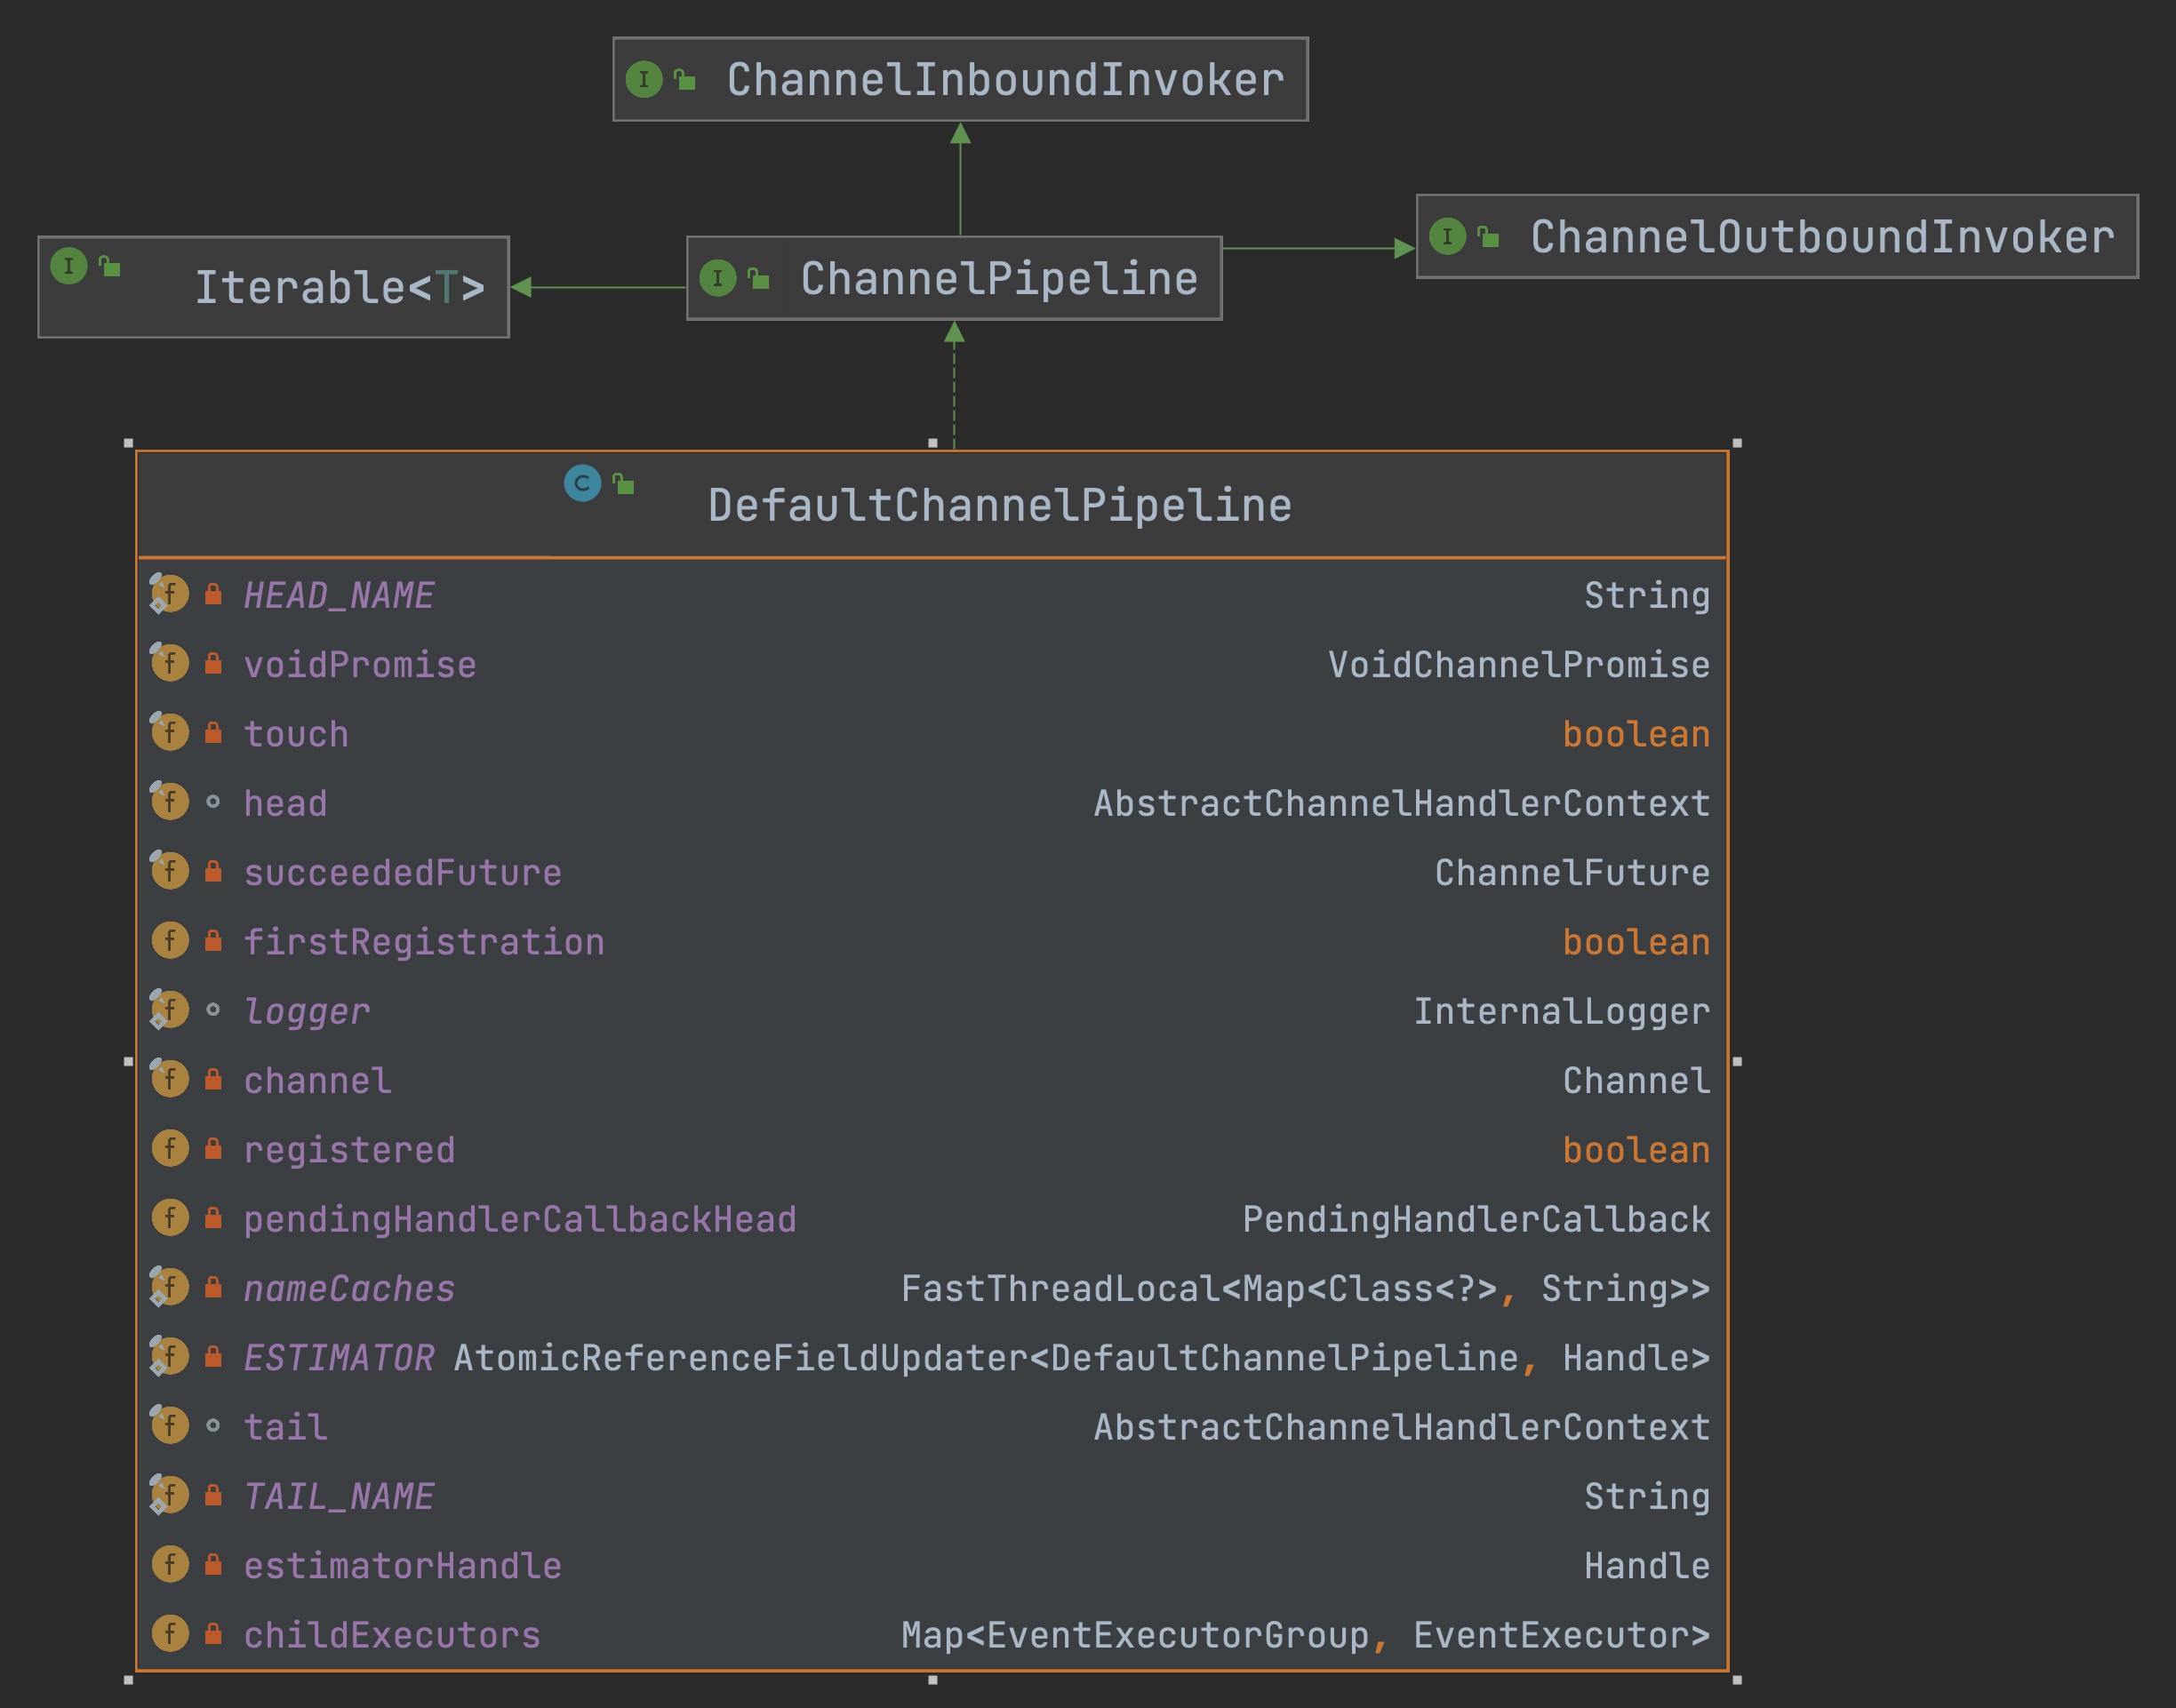 ChannelInboundInvoker
ChannelOutboundInvoker
Iterable<T>
ChannelPipeline
DefaultChannelPipeline
HEAD_NAME String
voidPromise VoidChannelPromise
touch boolean
head AbstractChannelHandlerContext
succeededFuture ChannelFuture
firstRegistration boolean
logger InternalLogger
channel Channel
registered boolean
pendingHandlerCallbackHead PendingHandlerCallback
nameCaches FastThreadLocal<Map<Class<?>, String>>
ESTIMATOR AtomicReferenceFieldUpdater<DefaultChannelPipeline, Handle>
tail AbstractChannelHandlerContext
TAIL_NAME String
estimatorHandle Handle
childExecutors Map<EventExecutorGroup, EventExecutor>